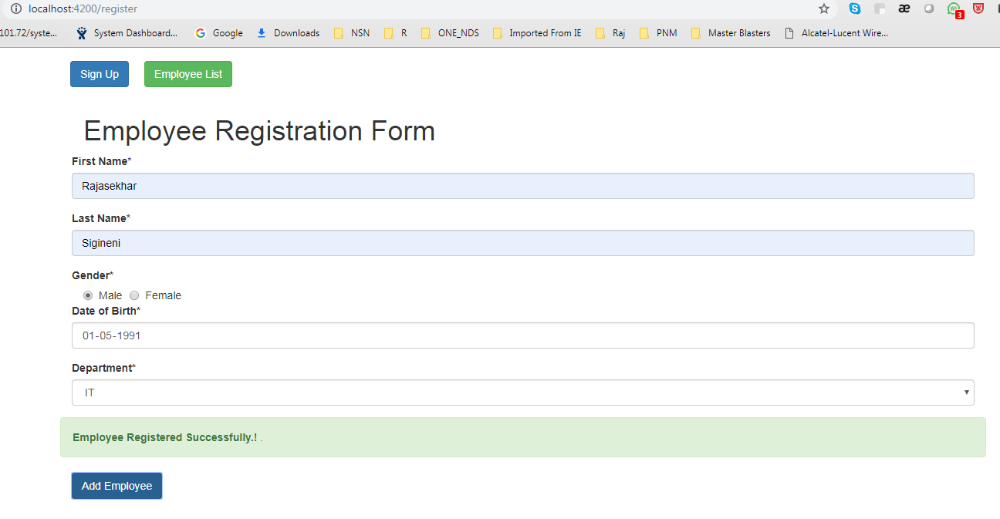 localhost:4200/register
3
101.72/syste... System Dashboard... Google Downloads NSN R ONE_NDS Imported From IE Raj PNM Master Blasters Alcatel-Lucent Wire...
Sign Up Employee List
Employee Registration Form
First Name*
Rajasekhar
Last Name*
Sigineni
Gender*
Male Female
Date of Birth*
01-05-1991
Department*
IT
Employee Registered Successfully.! .
Add Employee